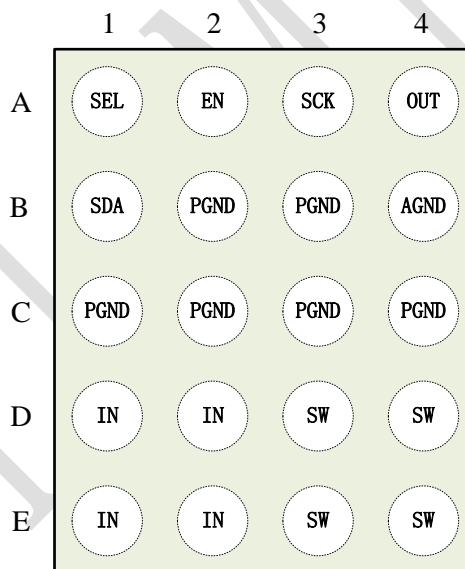 1 2 3 4
A SEL EN SCK OUT
B SDA PGND PGND AGND
C PGND PGND PGND PGND
D IN IN SW SW
E IN IN SW SW